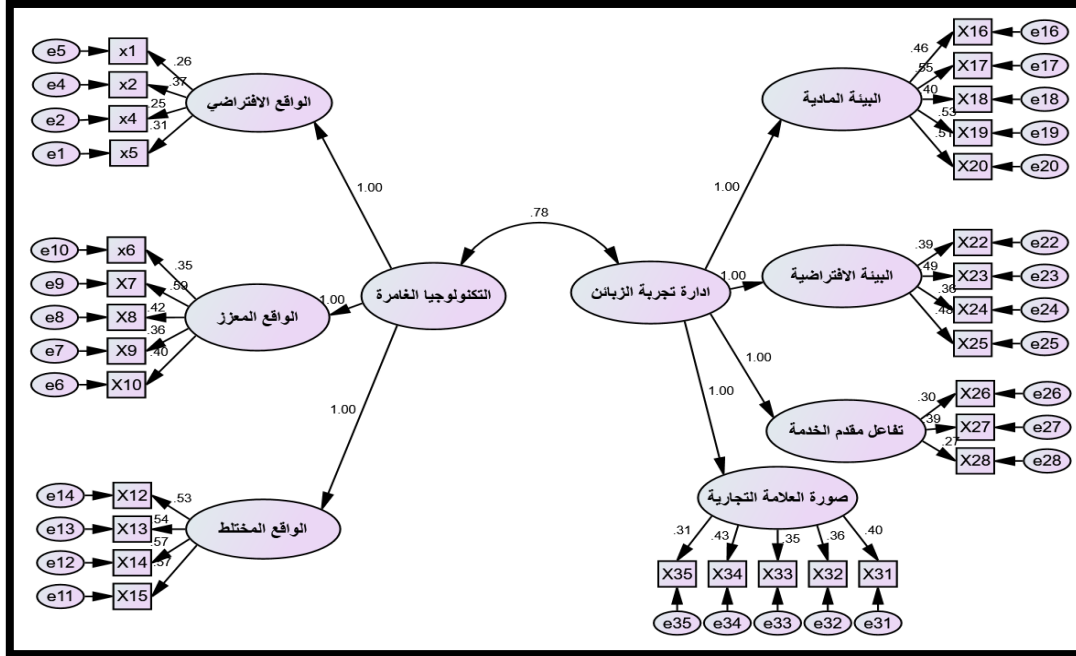 e5 x1 .26
e4 x2 .37
e2 x4 .25
e1 x5 .31
الواقع الافتراضي
1.00
e10 x6 .35
e9 X7 .59
e8 X8 .42
e7 X9 .36
e6 X10 .40
الواقع المعزز
1.00
e14 X12 .53
e13 X13 .54
e12 X14 .57
e11 X15 .57
الواقع المختلط
1.00
التكنولوجيا الغامرة
.78
ادارة تجربة الزبائن
1.00
البيئة المادية
.46 X16 e16
.55 X17 e17
.40 X18 e18
.53 X19 e19
.51 X20 e20
1.00
البيئة الافتراضية
.39 X22 e22
.49 X23 e23
.36 X24 e24
.48 X25 e25
1.00
تفاعل مقدم الخدمة
.30 X26 e26
.39 X27 e27
.27 X28 e28
1.00
صورة العلامة التجارية
.31 .43 .35 .36 .40
X35 X34 X33 X32 X31
e35 e34 e33 e32 e31